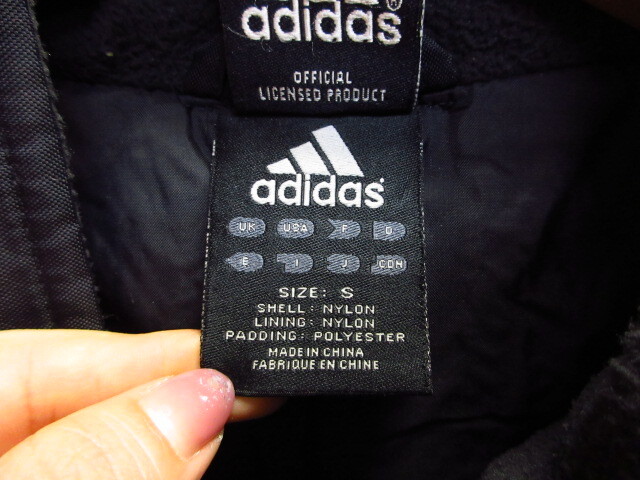 adidas
OFFICIAL
LICENSED PRODUCT
adidas
UK USA F D
E I J CDN
SIZE: S
SHELL: NYLON
LINING: NYLON
PADDING: POLYESTER
MADE IN CHINA
FABRIQUE EN CHINE